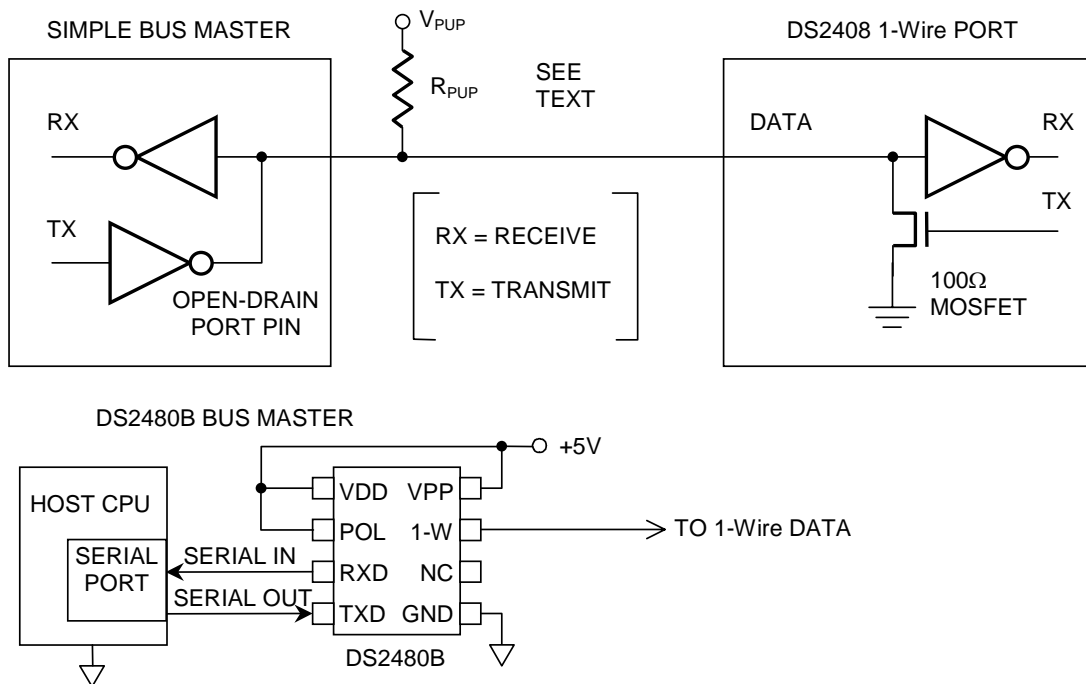 SIMPLE BUS MASTER
V_PUP
DS2408 1-Wire PORT
R_PUP
SEE
TEXT
RX
DATA
RX
TX
TX
RX = RECEIVE
TX = TRANSMIT
OPEN-DRAIN
PORT PIN
100Ω
MOSFET
DS2480B BUS MASTER
+5V
HOST CPU
VDD
VPP
POL
1-W
TO 1-Wire DATA
SERIAL
PORT
SERIAL IN
RXD
NC
SERIAL OUT
TXD
GND
DS2480B